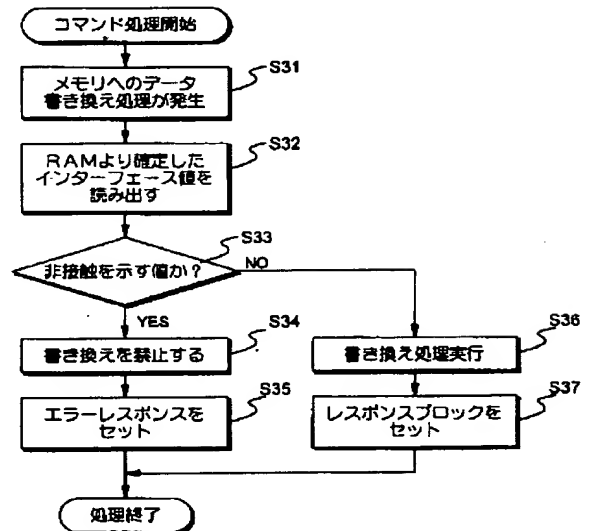 コマンド処理開始
メモリへのデータ
書き換え処理が発生
S31
RAMより確定した
インターフェース値を
読み出す
S32
非接触を示す値か？
S33
NO
YES
書き換えを禁止する
S34
エラーレスポンスを
セット
S35
書き換え処理実行
S36
レスポンスブロックを
セット
S37
処理終了